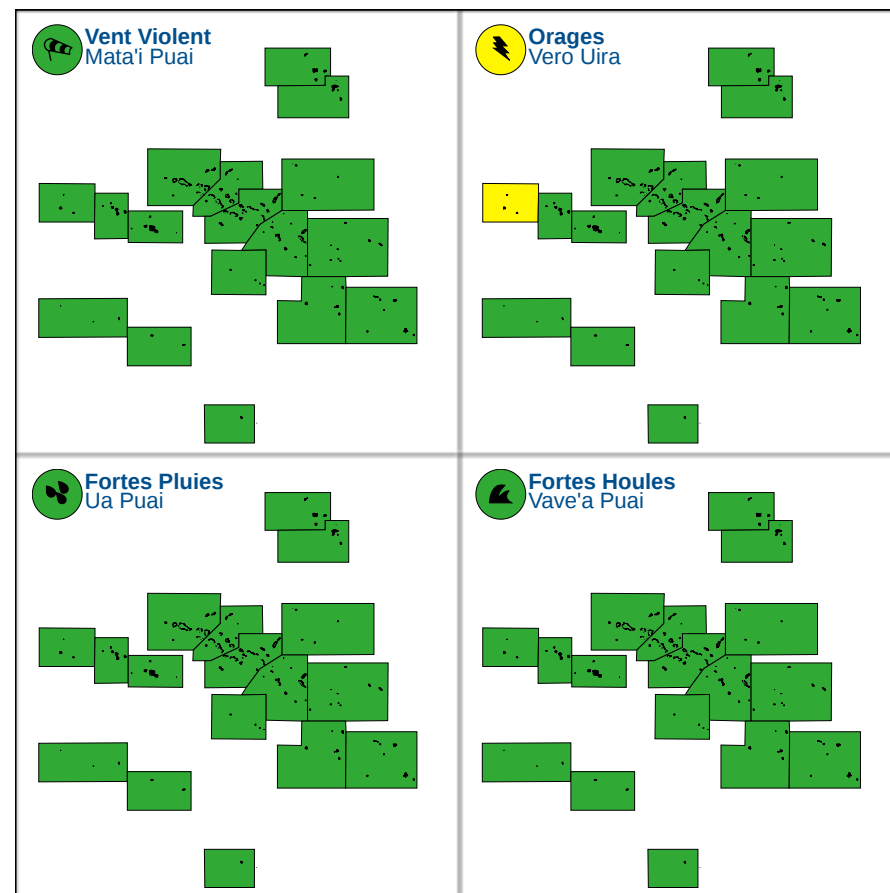 Vent Violent
Mata'i Puai
Orages
Vero Uira
Fortes Pluies
Ua Puai
Fortes Houles
Vave'a Puai